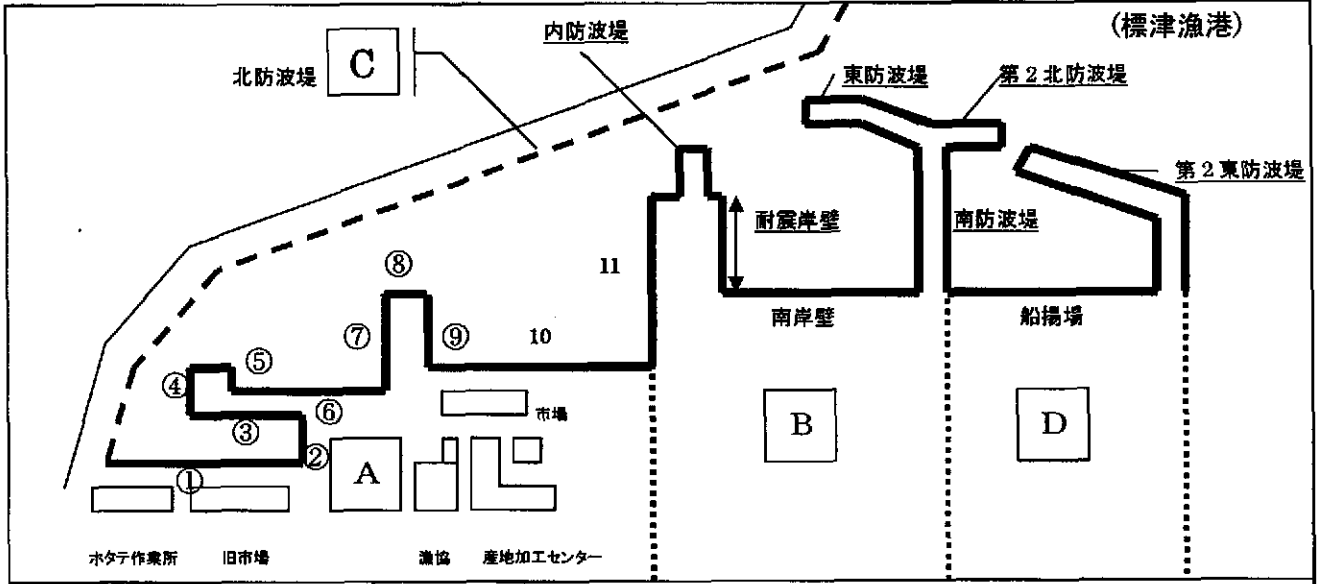 (標津漁港)
内防波堤
北防波堤
C
東防波堤
第2北防波堤
第2東防波堤
耐震岸壁
南防波堤
⑧
11
南岸壁
船揚場
⑦
⑨
10
⑤
④
⑥
市場
③
②
①
A
B
D
ホタテ作業所
旧市場
漁協
産地加工センター